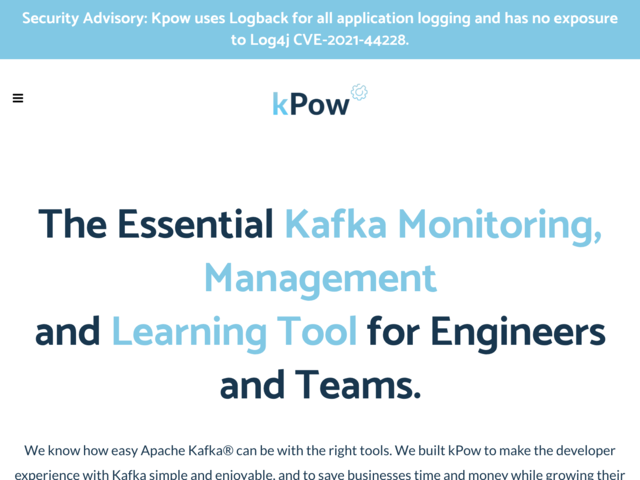 Security Advisory: Kpow uses Logback for all application logging and has no exposure
to Log4j CVE-2021-44228.
kPow
The Essential Kafka Monitoring,
Management
and Learning Tool for Engineers
and Teams.
We know how easy Apache Kafka® can be with the right tools. We built kPow to make the developer
experience with Kafka simple and enjoyable, and to save businesses time and money while growing their